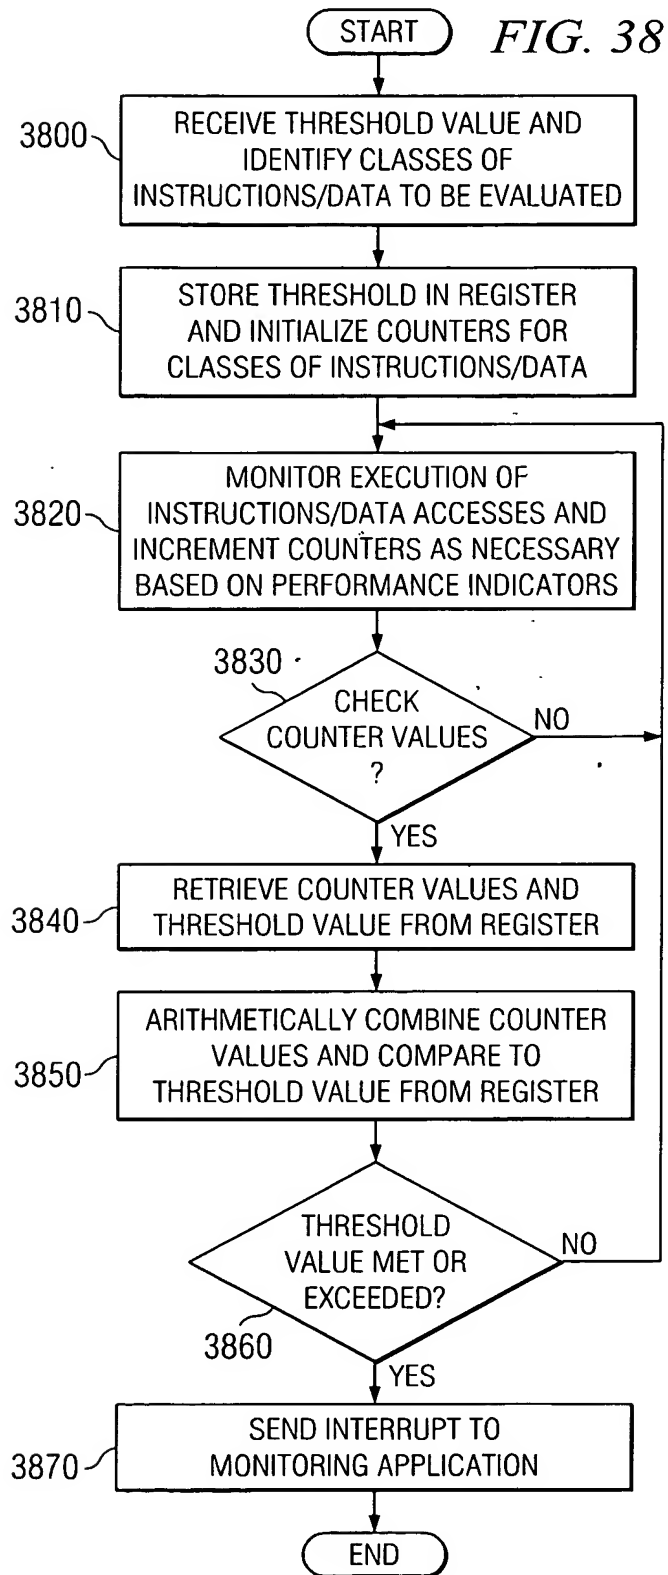 START
FIG. 38
3800
RECEIVE THRESHOLD VALUE AND
IDENTIFY CLASSES OF
INSTRUCTIONS/DATA TO BE EVALUATED
3810
STORE THRESHOLD IN REGISTER
AND INITIALIZE COUNTERS FOR
CLASSES OF INSTRUCTIONS/DATA
3820
MONITOR EXECUTION OF
INSTRUCTIONS/DATA ACCESSES AND
INCREMENT COUNTERS AS NECESSARY
BASED ON PERFORMANCE INDICATORS
3830
CHECK
COUNTER VALUES
?
NO
YES
3840
RETRIEVE COUNTER VALUES AND
THRESHOLD VALUE FROM REGISTER
3850
ARITHMETICALLY COMBINE COUNTER
VALUES AND COMPARE TO
THRESHOLD VALUE FROM REGISTER
THRESHOLD
VALUE MET OR
EXCEEDED?
NO
3860
YES
3870
SEND INTERRUPT TO
MONITORING APPLICATION
END